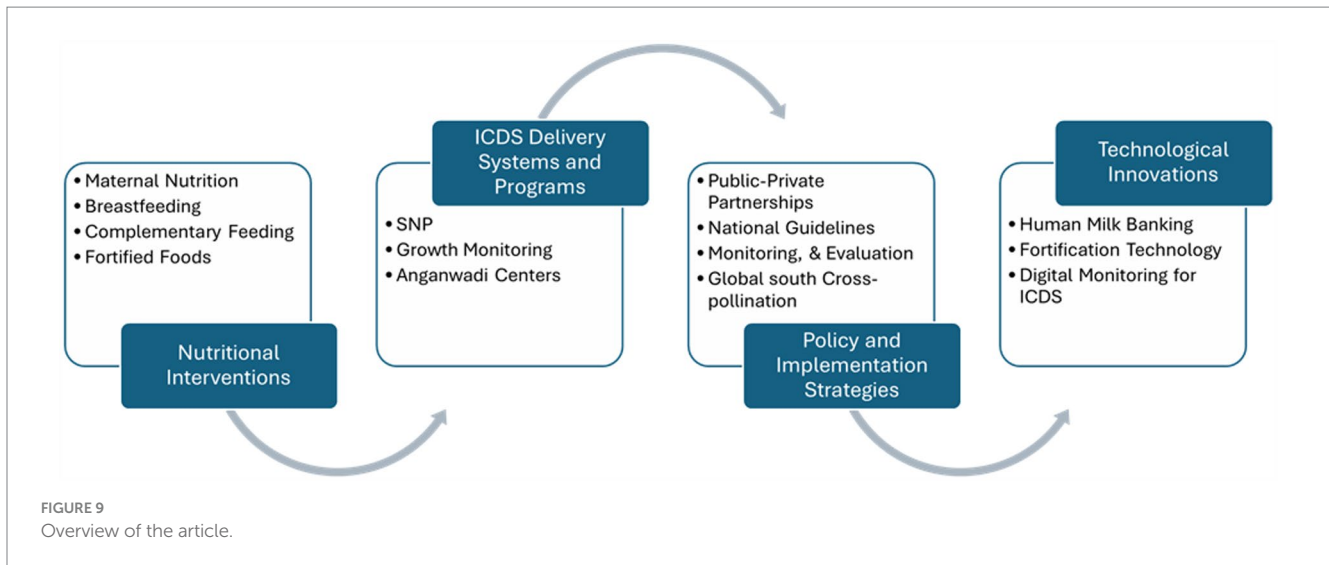 • Maternal Nutrition
• Breastfeeding
• Complementary Feeding
• Fortified Foods
Nutritional
Interventions
ICDS Delivery
Systems and
Programs
• SNP
• Growth Monitoring
• Anganwadi Centers
• Public-Private
Partnerships
• National Guidelines
• Monitoring, & Evaluation
• Global south Cross-
pollination
Policy and
Implementation
Strategies
Technological
Innovations
• Human Milk Banking
• Fortification Technology
• Digital Monitoring for
ICDS
FIGURE 9
Overview of the article.